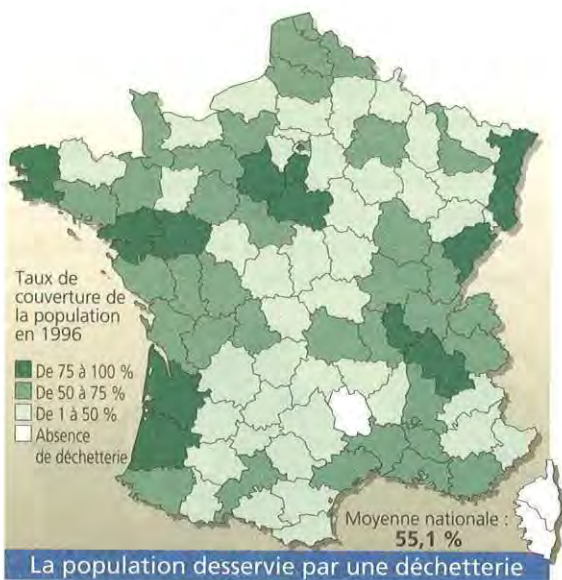 Taux de
couverture de
la population
en 1996
De 75 à 100 %
De 50 à 75 %
De 1 à 50 %
Absence
de déchetterie
Moyenne nationale :
55,1 %
La population desservie par une déchetterie